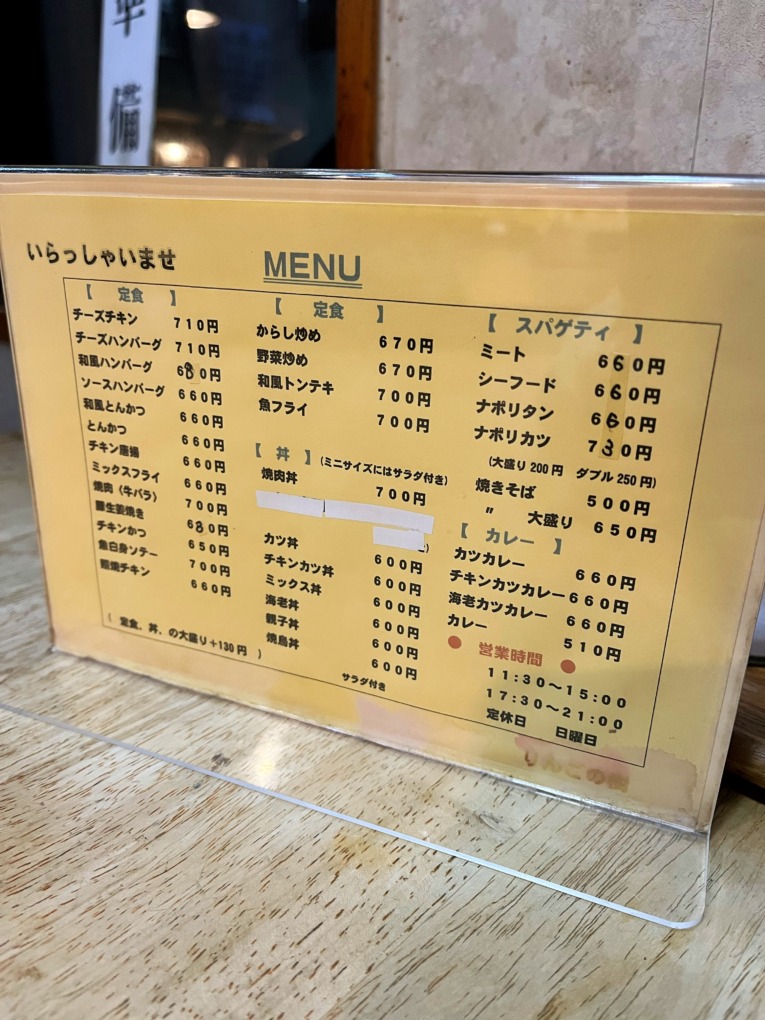 準
備
いらっしゃいませ
MENU
【 定食 】
チーズチキン 710円
チーズハンバーグ 710円
和風ハンバーグ 680円
ソースハンバーグ 660円
和風とんかつ 660円
とんかつ 660円
チキン唐揚 660円
ミックスフライ 660円
焼肉(牛バラ) 700円
豚生姜焼き 680円
チキンかつ 650円
魚白身ソテー 700円
照焼チキン 660円
( 定食、丼、の大盛り+130円 )
【 定食 】
からし炒め 670円
野菜炒め 670円
和風トンテキ 700円
魚フライ 700円
【 丼 】(ミニサイズにはサラダ付き)
焼肉丼 700円
カツ丼 600円
チキンカツ丼 600円
ミックス丼 600円
海老丼 600円
親子丼 600円
焼鳥丼 600円
サラダ付き
【 スパゲティ 】
ミート 660円
シーフード 660円
ナポリタン 660円
ナポリカツ 730円
(大盛り200円 ダブル250円)
焼きそば 500円
〃 大盛り 650円
【 カレー 】
カツカレー 660円
チキンカツカレー 660円
海老カツカレー 660円
カレー 510円
● 営業時間 ●
11:30〜15:00
17:30〜21:00
定休日 日曜日
りんごの樹